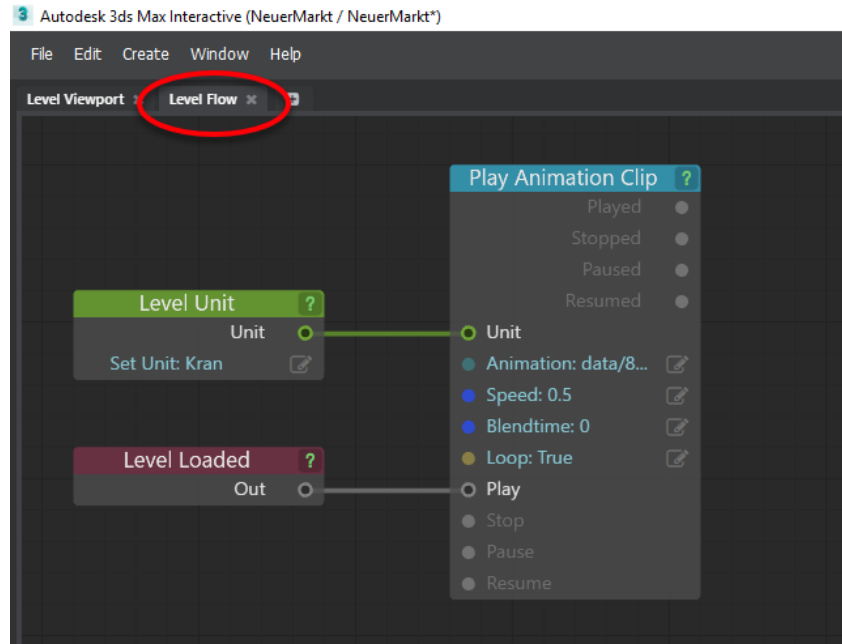 Autodesk 3ds Max Interactive (NeuerMarkt / NeuerMarkt*)
File Edit Create Window Help
Level Viewport Level Flow
Play Animation Clip ?
Played
Stopped
Paused
Resumed
Level Unit ?
Unit
Set Unit: Kran
Unit
Animation: data/8...
Speed: 0.5
Blendtime: 0
Loop: True
Play
Stop
Pause
Resume
Level Loaded ?
Out